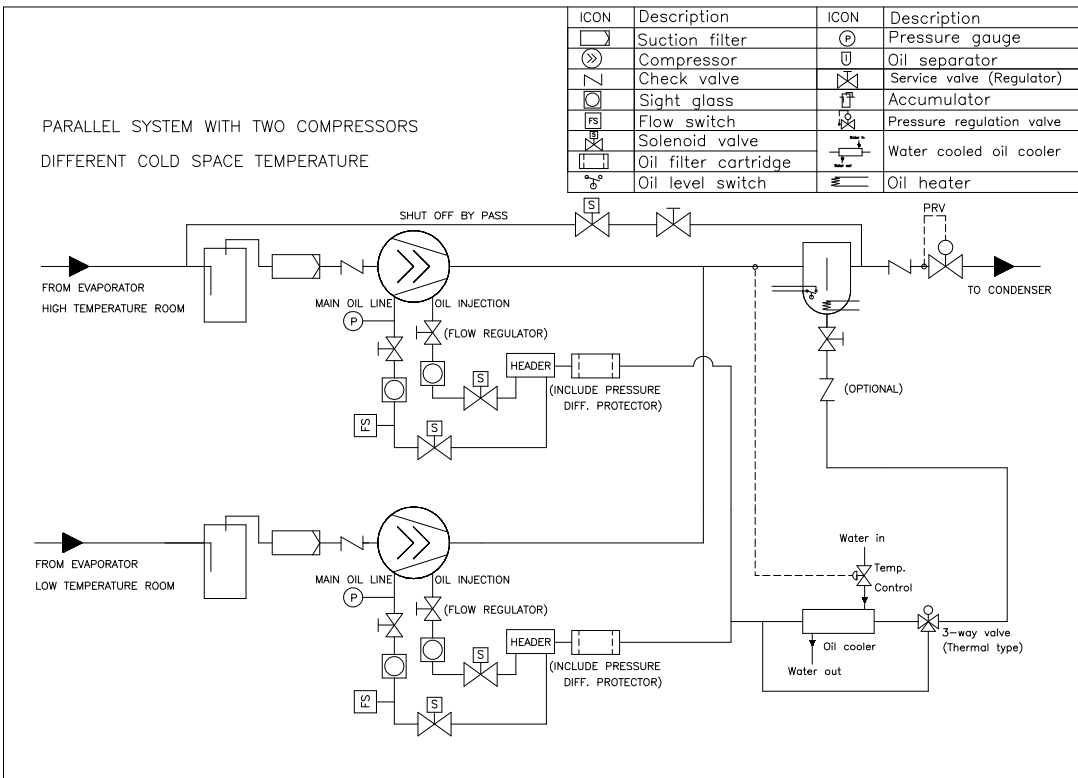 ICON Description ICON Description
Suction filter P Pressure gauge
Compressor Oil separator
Check valve Service valve (Regulator)
Sight glass Accumulator
FS Flow switch Pressure regulation valve
S Solenoid valve Water in Water cooled oil cooler
Oil filter cartridge Water out
Oil level switch Oil heater
PARALLEL SYSTEM WITH TWO COMPRESSORS
DIFFERENT COLD SPACE TEMPERATURE
S
PRV
SHUT OFF BY PASS
FROM EVAPORATOR
HIGH TEMPERATURE ROOM
TO CONDENSER
MAIN OIL LINE
OIL INJECTION
P
(FLOW REGULATOR)
HEADER
S
(INCLUDE PRESSURE
DIFF. PROTECTOR)
(OPTIONAL)
FS
S
FROM EVAPORATOR
LOW TEMPERATURE ROOM
MAIN OIL LINE
OIL INJECTION
P
(FLOW REGULATOR)
HEADER
S
(INCLUDE PRESSURE
DIFF. PROTECTOR)
FS
S
Water in
Temp.
Control
Oil cooler
Water out
3-way valve
(Thermal type)